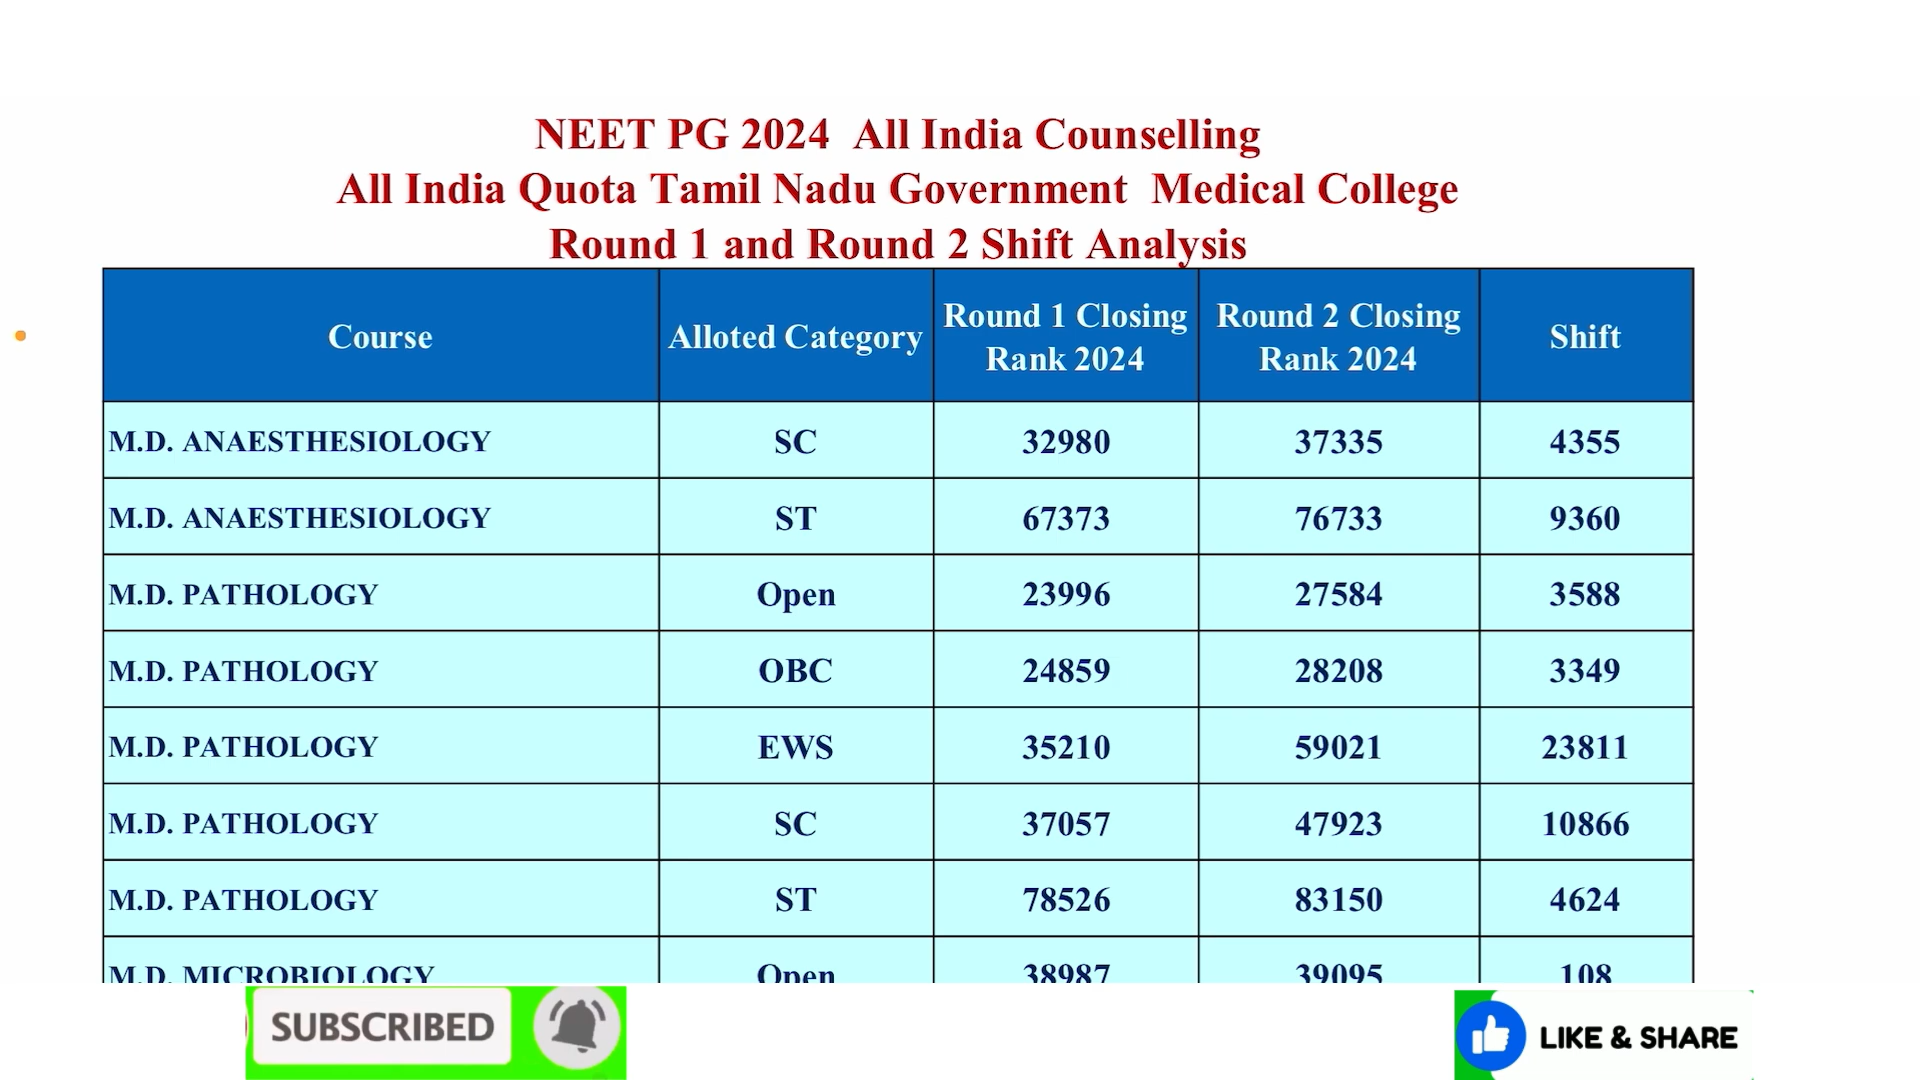 NEET PG 2024 All India Counselling
All India Quota Tamil Nadu Government Medical College
Round 1 and Round 2 Shift Analysis
Course Alloted Category Round 1 Closing Rank 2024 Round 2 Closing Rank 2024 Shift
M.D. ANAESTHESIOLOGY SC 32980 37335 4355
M.D. ANAESTHESIOLOGY ST 67373 76733 9360
M.D. PATHOLOGY Open 23996 27584 3588
M.D. PATHOLOGY OBC 24859 28208 3349
M.D. PATHOLOGY EWS 35210 59021 23811
M.D. PATHOLOGY SC 37057 47923 10866
M.D. PATHOLOGY ST 78526 83150 4624
M.D. MICROBIOLOGY Open 38987 39095 108
SUBSCRIBED
LIKE & SHARE